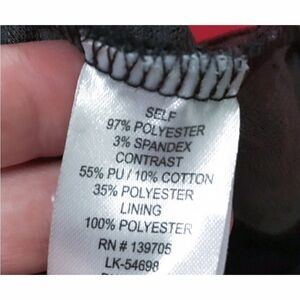 SELF
97% POLYESTER
3% SPANDEX
CONTRAST
55% PU / 10% COTTON
35% POLYESTER
LINING
100% POLYESTER
RN # 139705
LK-54698